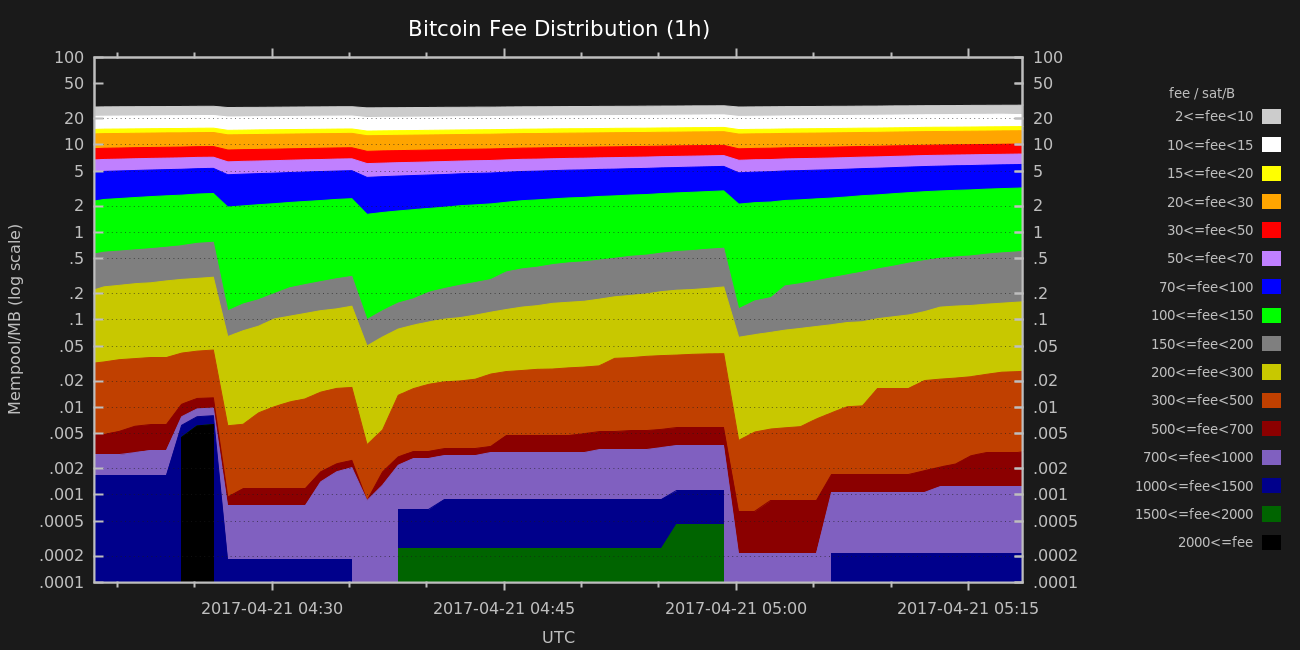 Bitcoin Fee Distribution (1h)
100 100
50 50
20 20
10 10
5 5
2 2
1 1
.5 .5
.2 .2
.1 .1
.05 .05
.02 .02
.01 .01
.005 .005
.002 .002
.001 .001
.0005 .0005
.0002 .0002
.0001 .0001
Mempool/MB (log scale)
2017-04-21 04:30 2017-04-21 04:45 2017-04-21 05:00 2017-04-21 05:15
UTC
fee / sat/B
2<=fee<10
10<=fee<15
15<=fee<20
20<=fee<30
30<=fee<50
50<=fee<70
70<=fee<100
100<=fee<150
150<=fee<200
200<=fee<300
300<=fee<500
500<=fee<700
700<=fee<1000
1000<=fee<1500
1500<=fee<2000
2000<=fee